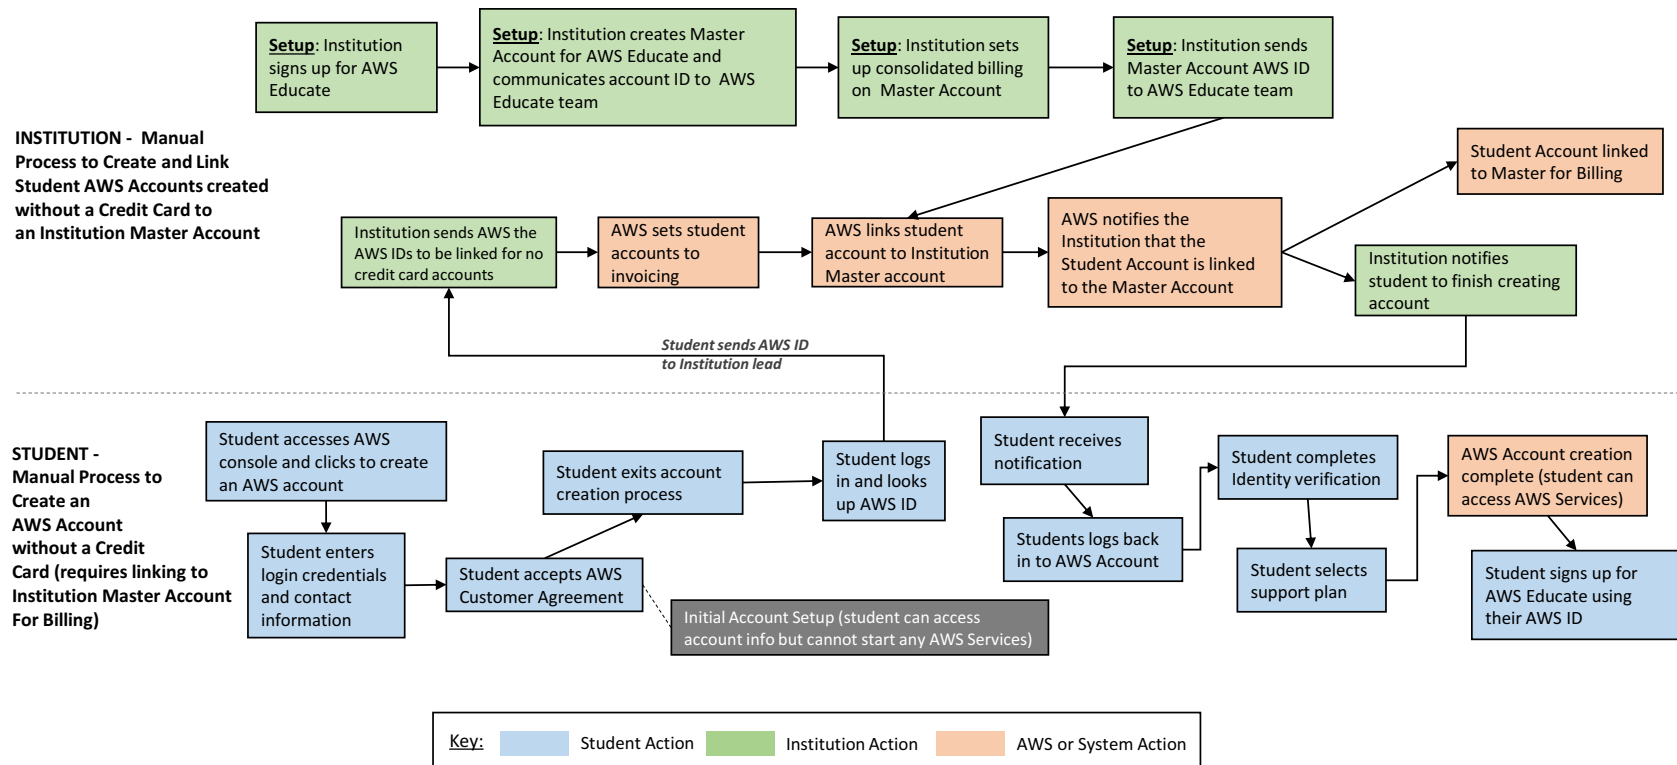 Setup: Institution
signs up for AWS
Educate
Setup: Institution creates Master
Account for AWS Educate and
communicates account ID to AWS
Educate team
Setup: Institution sets
up consolidated billing
on Master Account
Setup: Institution sends
Master Account AWS ID
to AWS Educate team
INSTITUTION - Manual
Process to Create and Link
Student AWS Accounts created
without a Credit Card to
an Institution Master Account
Student Account linked
to Master for Billing
Institution sends AWS the
AWS IDs to be linked for no
credit card accounts
AWS sets student
accounts to
invoicing
AWS links student
account to Institution
Master account
AWS notifies the
Institution that the
Student Account is linked
to the Master Account
Institution notifies
student to finish creating
account
Student sends AWS ID
to Institution lead
STUDENT -
Manual Process to
Create an
AWS Account
without a Credit
Card (requires linking to
Institution Master Account
For Billing)
Student accesses AWS
console and clicks to create
an AWS account
Student enters
login credentials
and contact
information
Student accepts AWS
Customer Agreement
Student exits account
creation process
Student logs
in and looks
up AWS ID
Initial Account Setup (student can access
account info but cannot start any AWS Services)
Student receives
notification
Students logs back
in to AWS Account
Student completes
Identity verification
Student selects
support plan
AWS Account creation
complete (student can
access AWS Services)
Student signs up for
AWS Educate using
their AWS ID
Key:
Student Action
Institution Action
AWS or System Action